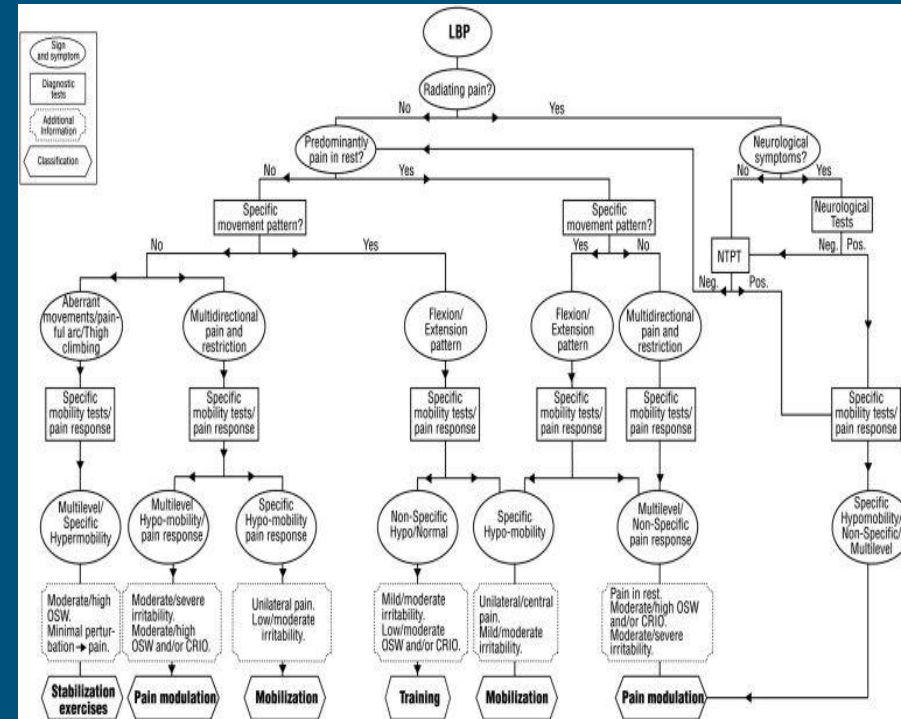 LBP
Sign
and symptom
Diagnostic
tests
Additional
Information
Classification
Radiating pain?
No
Yes
Predominantly
pain in rest?
Neurological
symptoms?
No
Yes
No
Yes
Specific
movement pattern?
Specific
movement pattern?
Neurological
Tests
No
Yes
Yes
No
NTPT
Neg.
Pos.
Neg.
Pos.
Aberrant
movements/pain-
ful arc/Thigh
climbing
Multidirectional
pain and
restriction
Flexion/
Extension
pattern
Flexion/
Extension
pattern
Multidirectional
pain and
restriction
Specific
mobility tests/
pain response
Specific
mobility tests/
pain response
Specific
mobility tests/
pain response
Specific
mobility tests/
pain response
Specific
mobility tests/
pain response
Specific
mobility tests/
pain response
Multilevel/
Specific
Hypermobility
Multilevel
Hypo-mobility/
pain response
Specific
Hypo-mobility
pain response
Non-Specific
Hypo/Normal
Specific
Hypo-mobility
Multilevel/
Non-Specific
pain response
Specific
Hypomobility/
Non-Specific/
Multilevel
Moderate/high
OSW.
Minimal pertur-
bation → pain.
Moderate/severe
irritability.
Moderate/high
OSW and/or CRIO.
Unilateral pain.
Low/moderate
irritability.
Mild/moderate
irritability.
Low/moderate
OSW and/or CRIO.
Unilateral/central
pain.
Mild/moderate
irritability.
Pain in rest.
Moderate/high OSW
and/or CRIO.
Moderate/severe
irritability.
Stabilization
exercises
Pain modulation
Mobilization
Training
Mobilization
Pain modulation